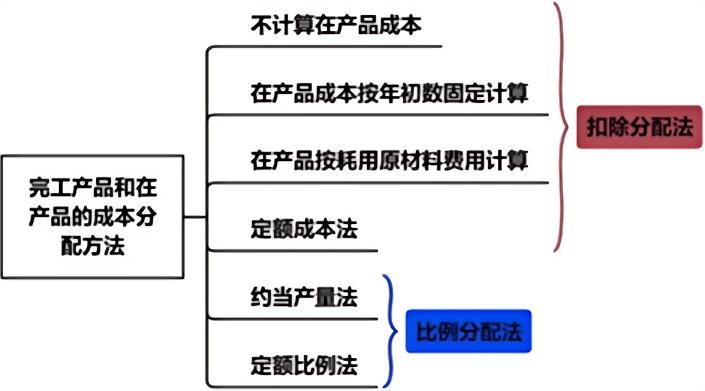 不计算在产品成本
在产品成本按年初数固定计算
扣除分配法
在产品按耗用原材料费用计算
完工产品和在
产品的成本分
配方法
定额成本法
约当产量法
比例分配法
定额比例法